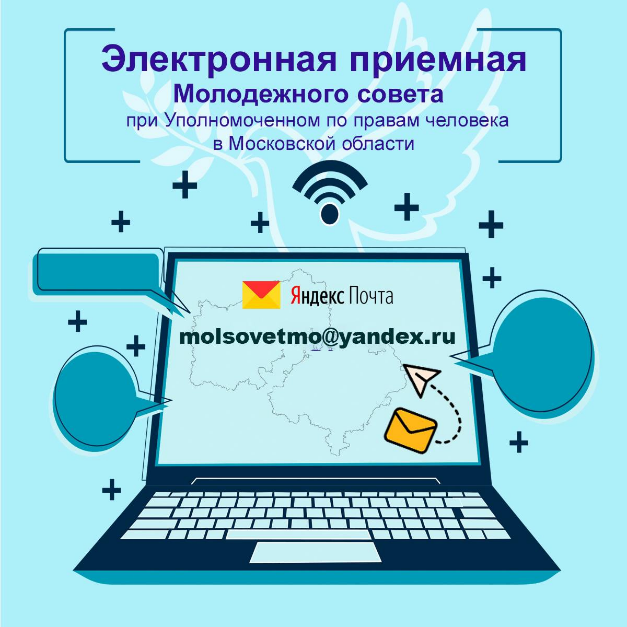 Электронная приемная
Молодежного совета
при Уполномоченном по правам человека
в Московской области
Яндекс Почта
molsovetmo@yandex.ru